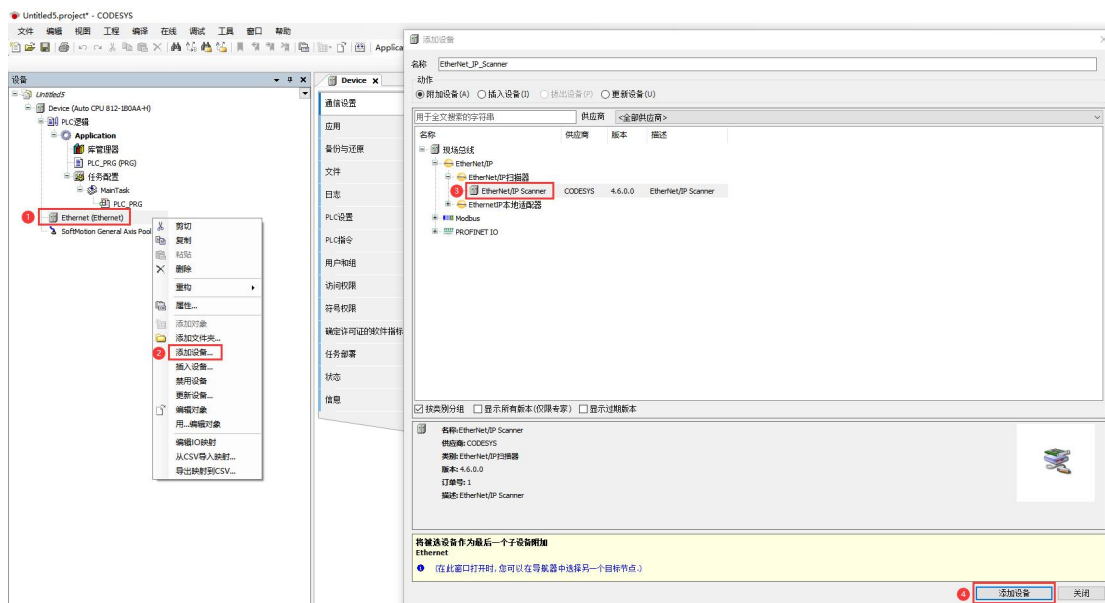 Untitled5.project* - CODESYS
文件 编辑 视图 工程 编译 在线 调试 工具 窗口 帮助
Applica
设备
Untitled5
Device (Auto CPU 812-1B0AA-H)
PLC逻辑
Application
库管理器
PLC_PRG (PRG)
任务配置
MainTask
PLC_PRG
1 Ethernet (Ethernet)
SoftMotion General Axis Pool
剪切
复制
粘贴
删除
重构
属性...
添加对象
添加文件夹...
2 添加设备...
插入设备...
禁用设备
更新设备...
编辑对象
用...编辑对象
编辑IO映射
从CSV导入映射...
导出映射到CSV...
Device x
通信设置
应用
备份与还原
文件
日志
PLC设置
PLC指令
用户和组
访问权限
符号权限
确定许可证的软件指标
任务部署
状态
信息
添加设备
名称 EtherNet_IP_Scanner
动作
附加设备(A) 插入设备(I) 拔出设备(P) 更新设备(U)
用于全文搜索的字符串 供应商 <全部供应商>
名称 供应商 版本 描述
现场总线
EtherNet/IP
EtherNet/IP扫描器
3 EtherNet/IP Scanner CODESYS 4.6.0.0 EtherNet/IP Scanner
EthernetIP本地适配器
Modbus
PROFINET IO
按类别分组 显示所有版本(仅限专家) 显示过期版本
名称:EtherNet/IP Scanner
供应商: CODESYS
类别: EtherNet/IP扫描器
版本: 4.6.0.0
订单号: 1
描述: EtherNet/IP Scanner
将被选设备作为最后一个子设备附加
Ethernet
(在此窗口打开时,您可以在导航器中选择另一个目标节点.)
4 添加设备 关闭